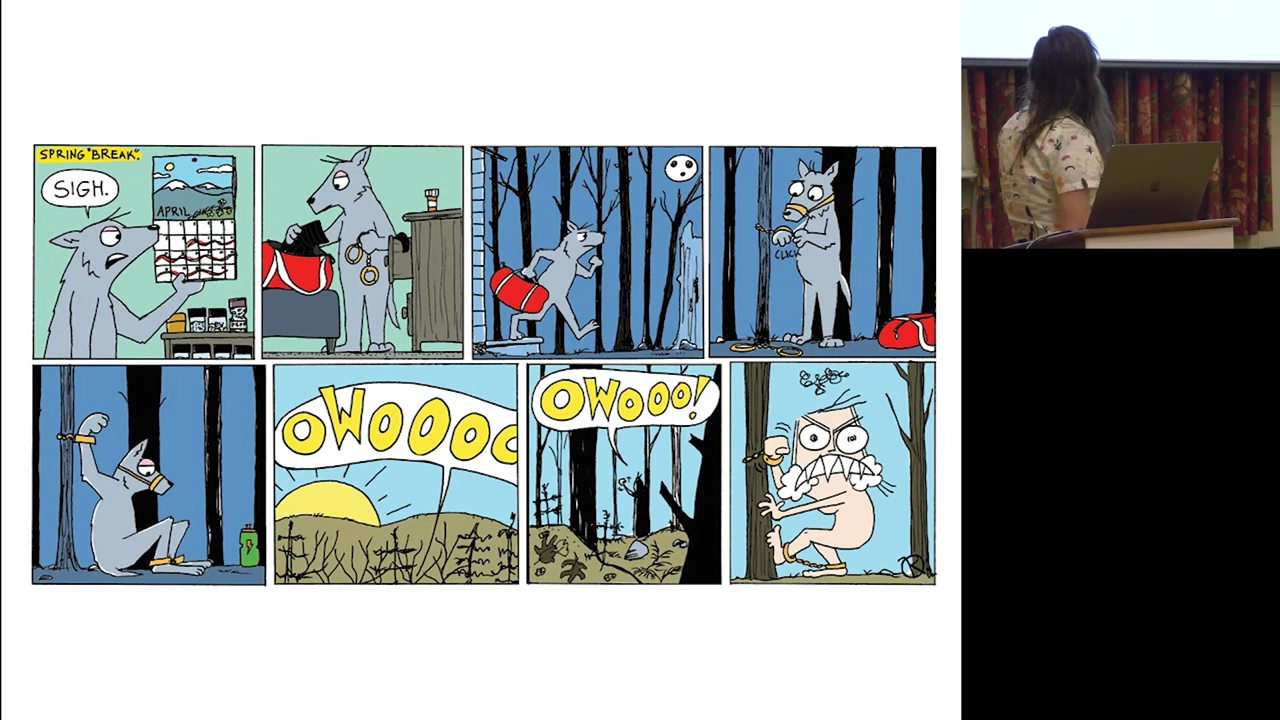 SPRING "BREAK".
SIGH.
APRIL
CLICK
OWOOOO
OWOOO!